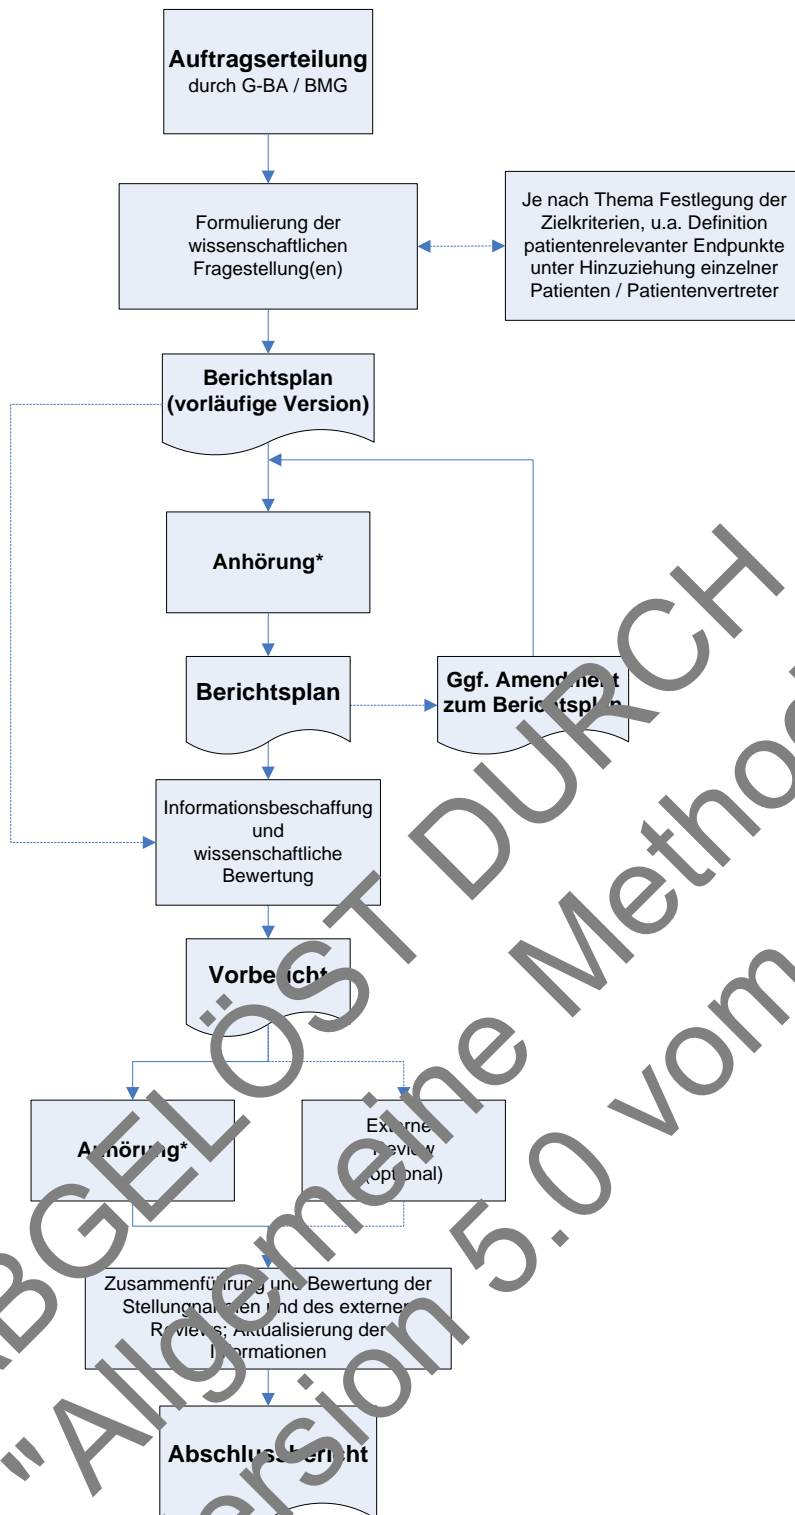 Auftragserteilung
durch G-BA / BMG
Formulierung der
wissenschaftlichen
Fragestellung(en)
Je nach Thema Festlegung der
Zielkriterien, u.a. Definition
patientenrelevanter Endpunkte
unter Hinzuziehung einzelner
Patienten / Patientenvertreter
Berichtsplan
(vorläufige Version)
Anhörung*
Berichtsplan
Ggf. Amendment
zum Berichtsplan
Informationsbeschaffung
und
wissenschaftliche
Bewertung
Vorbericht
Anhörung*
Externes
Review
(optional)
Zusammenführung und Bewertung der
Stellungnahmen und des externen
Reviews; Aktualisierung der
Informationen
Abschlussbericht
ABGELÖST DURCH
"Allgemeine
5.0 vom